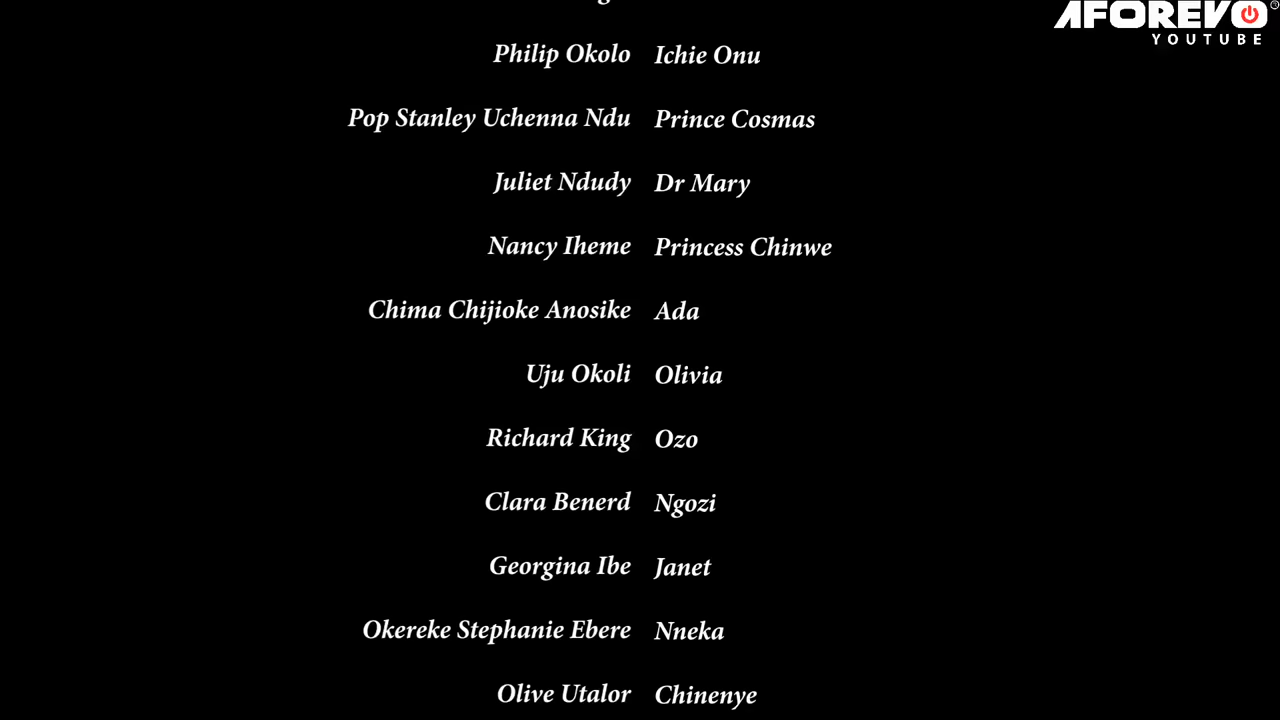 AFOREVO
YOUTUBE
Philip Okolo Ichie Onu
Pop Stanley Uchenna Ndu Prince Cosmas
Juliet Ndudy Dr Mary
Nancy Iheme Princess Chinwe
Chima Chijioke Anosike Ada
Uju Okoli Olivia
Richard King Ozo
Clara Benerd Ngozi
Georgina Ibe Janet
Okereke Stephanie Ebere Nneka
Olive Utalor Chinenye